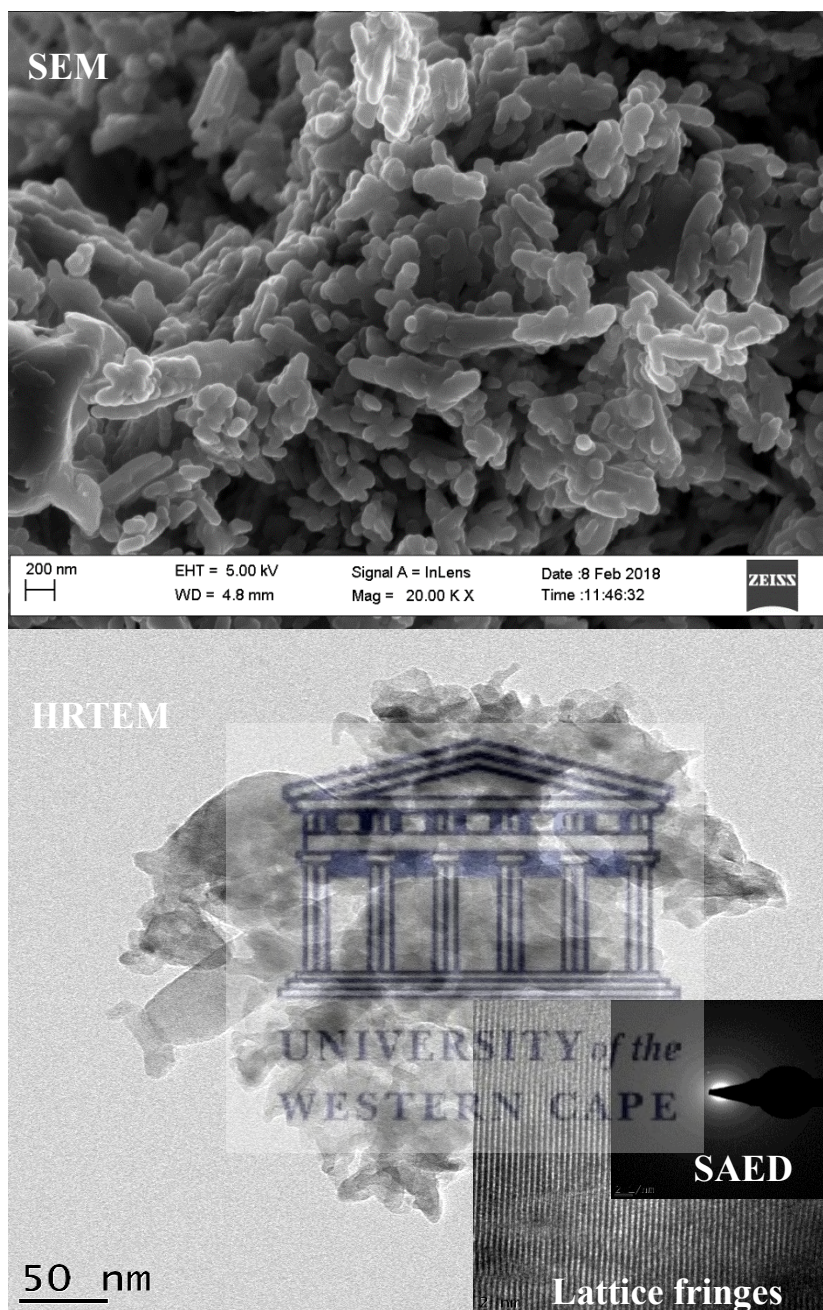 SEM
200 nm
EHT = 5.00 kV
Signal A = InLens
Date :8 Feb 2018
ZEISS
WD = 4.8 mm
Mag = 20.00 K X
Time :11:46:32
HRTEM
UNIVERSITY of the
WESTERN CAPE
SAED
50 nm
Lattice fringes